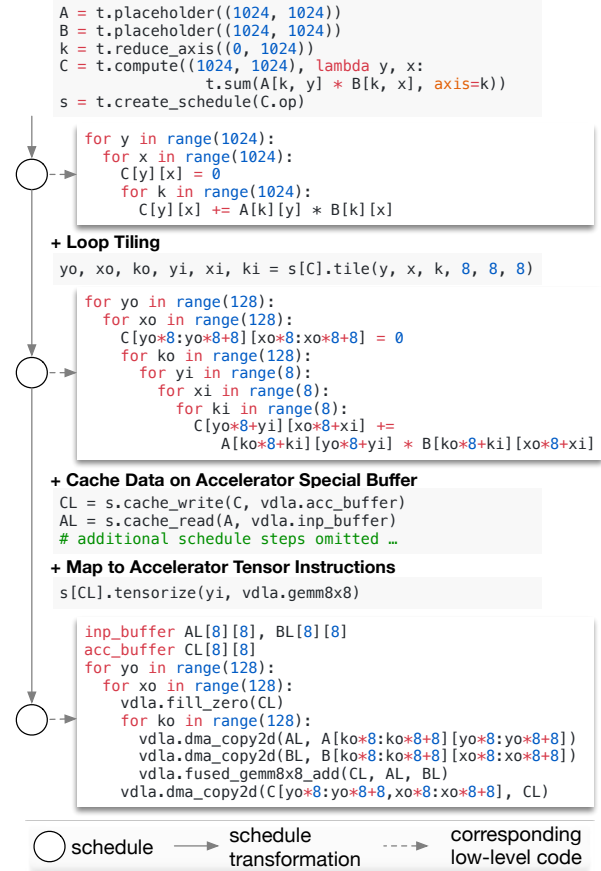 A = t.placeholder((1024, 1024))
B = t.placeholder((1024, 1024))
k = t.reduce_axis((0, 1024))
C = t.compute((1024, 1024), lambda y, x:
                t.sum(A[k, y] * B[k, x], axis=k))
s = t.create_schedule(C.op)
for y in range(1024):
  for x in range(1024):
    C[y][x] = 0
    for k in range(1024):
      C[y][x] += A[k][y] * B[k][x]
+ Loop Tiling
yo, xo, ko, yi, xi, ki = s[C].tile(y, x, k, 8, 8, 8)
for yo in range(128):
  for xo in range(128):
    C[yo*8:yo*8+8][xo*8:xo*8+8] = 0
    for ko in range(128):
      for yi in range(8):
        for xi in range(8):
          for ki in range(8):
            C[yo*8+yi][xo*8+xi] +=
               A[ko*8+ki][yo*8+yi] * B[ko*8+ki][xo*8+xi]
+ Cache Data on Accelerator Special Buffer
CL = s.cache_write(C, vdla.acc_buffer)
AL = s.cache_read(A, vdla.inp_buffer)
# additional schedule steps omitted …
+ Map to Accelerator Tensor Instructions
s[CL].tensorize(yi, vdla.gemm8x8)
inp_buffer AL[8][8], BL[8][8]
acc_buffer CL[8][8]
for yo in range(128):
  for xo in range(128):
    vdla.fill_zero(CL)
    for ko in range(128):
      vdla.dma_copy2d(AL, A[ko*8:ko*8+8][yo*8:yo*8+8])
      vdla.dma_copy2d(BL, B[ko*8:ko*8+8][xo*8:xo*8+8])
      vdla.fused_gemm8x8_add(CL, AL, BL)
    vdla.dma_copy2d(C[yo*8:yo*8+8,xo*8:xo*8+8], CL)
schedule
schedule
transformation
corresponding
low-level code